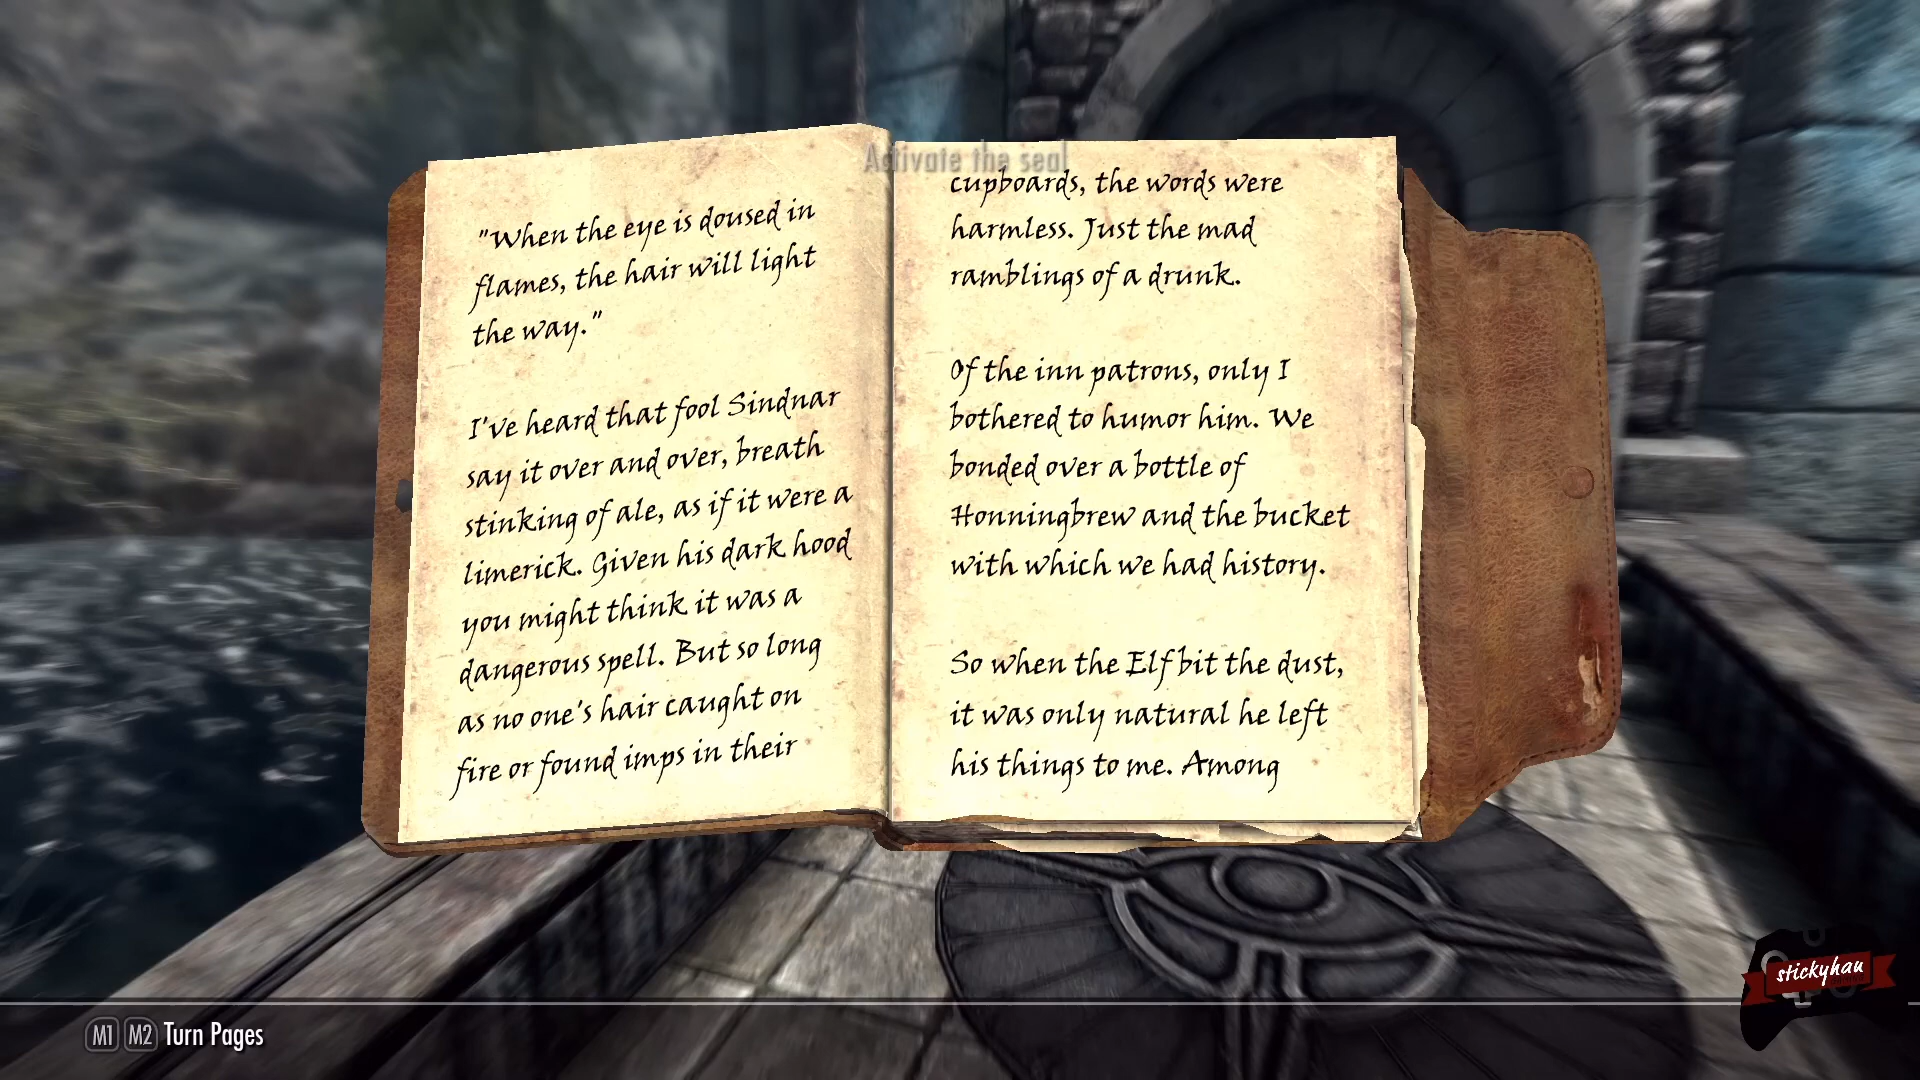 Activate the seal
"When the eye is doused in
flames, the hair will light
the way."
I've heard that fool Sindnar
say it over and over, breath
stinking of ale, as if it were a
limerick. Given his dark hood
you might think it was a
dangerous spell. But so long
as no one's hair caught on
fire or found imps in their
cupboards, the words were
harmless. Just the mad
ramblings of a drunk.
Of the inn patrons, only I
bothered to humor him. We
bonded over a bottle of
Honningbrew and the bucket
with which we had history.
So when the Elf bit the dust,
it was only natural he left
his things to me. Among
stickyhau
M1 M2 Turn Pages